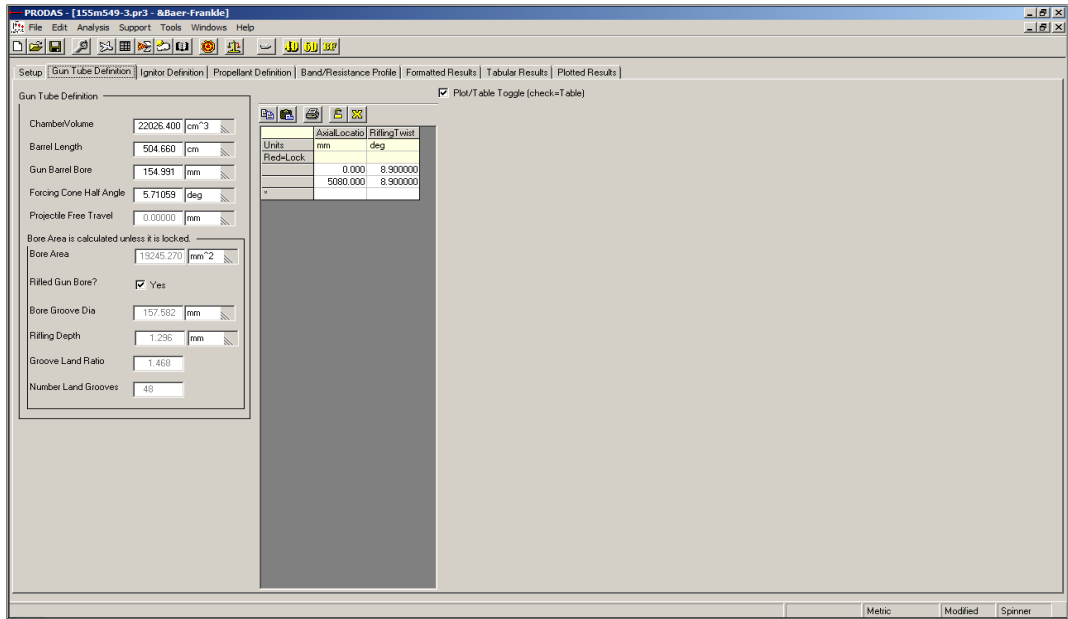 PRODAS - [155m549-3.pr3 - &Baer-Frankle]
File Edit Analysis Support Tools Windows Help
Setup Gun Tube Definition Ignitor Definition Propellant Definition Band/Resistance Profile Formatted Results Tabular Results Plotted Results
Gun Tube Definition
Plot/Table Toggle (check=Table)
ChamberVolume 22026.400 cm^3
Barrel Length 504.660 cm
Gun Barrel Bore 154.991 mm
Forcing Cone Half Angle 5.71059 deg
Projectile Free Travel 0.00000 mm
Bore Area is calculated unless it is locked.
Bore Area 19245.270 mm^2
Rifled Gun Bore? Yes
Bore Groove Dia 157.582 mm
Rifling Depth 1.296 mm
Groove Land Ratio 1.468
Number Land Grooves 48
AxialLocatio RiflingTwist
Units mm deg
Red=Lock
0.000 8.900000
5080.000 8.900000
*
Metric Modified Spinner